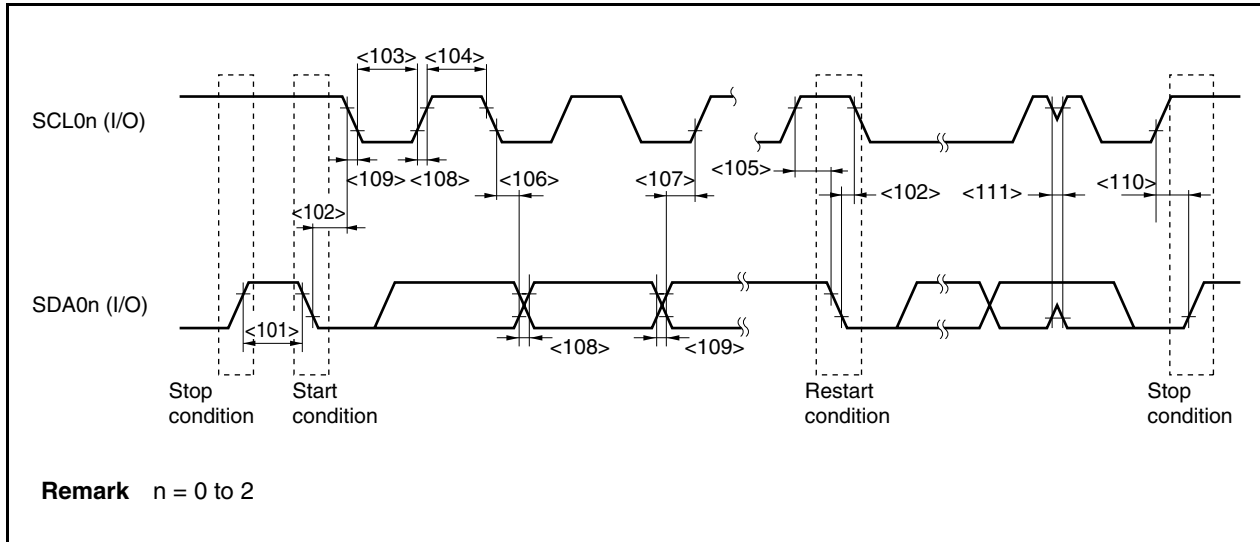 <103> <104>
SCL0n (I/O)
<109> <108> <106> <107> <105> <102> <111> <110>
<102>
SDA0n (I/O)
<101>
<108> <109>
Stop condition
Start condition
Restart condition
Stop condition
Remark n = 0 to 2